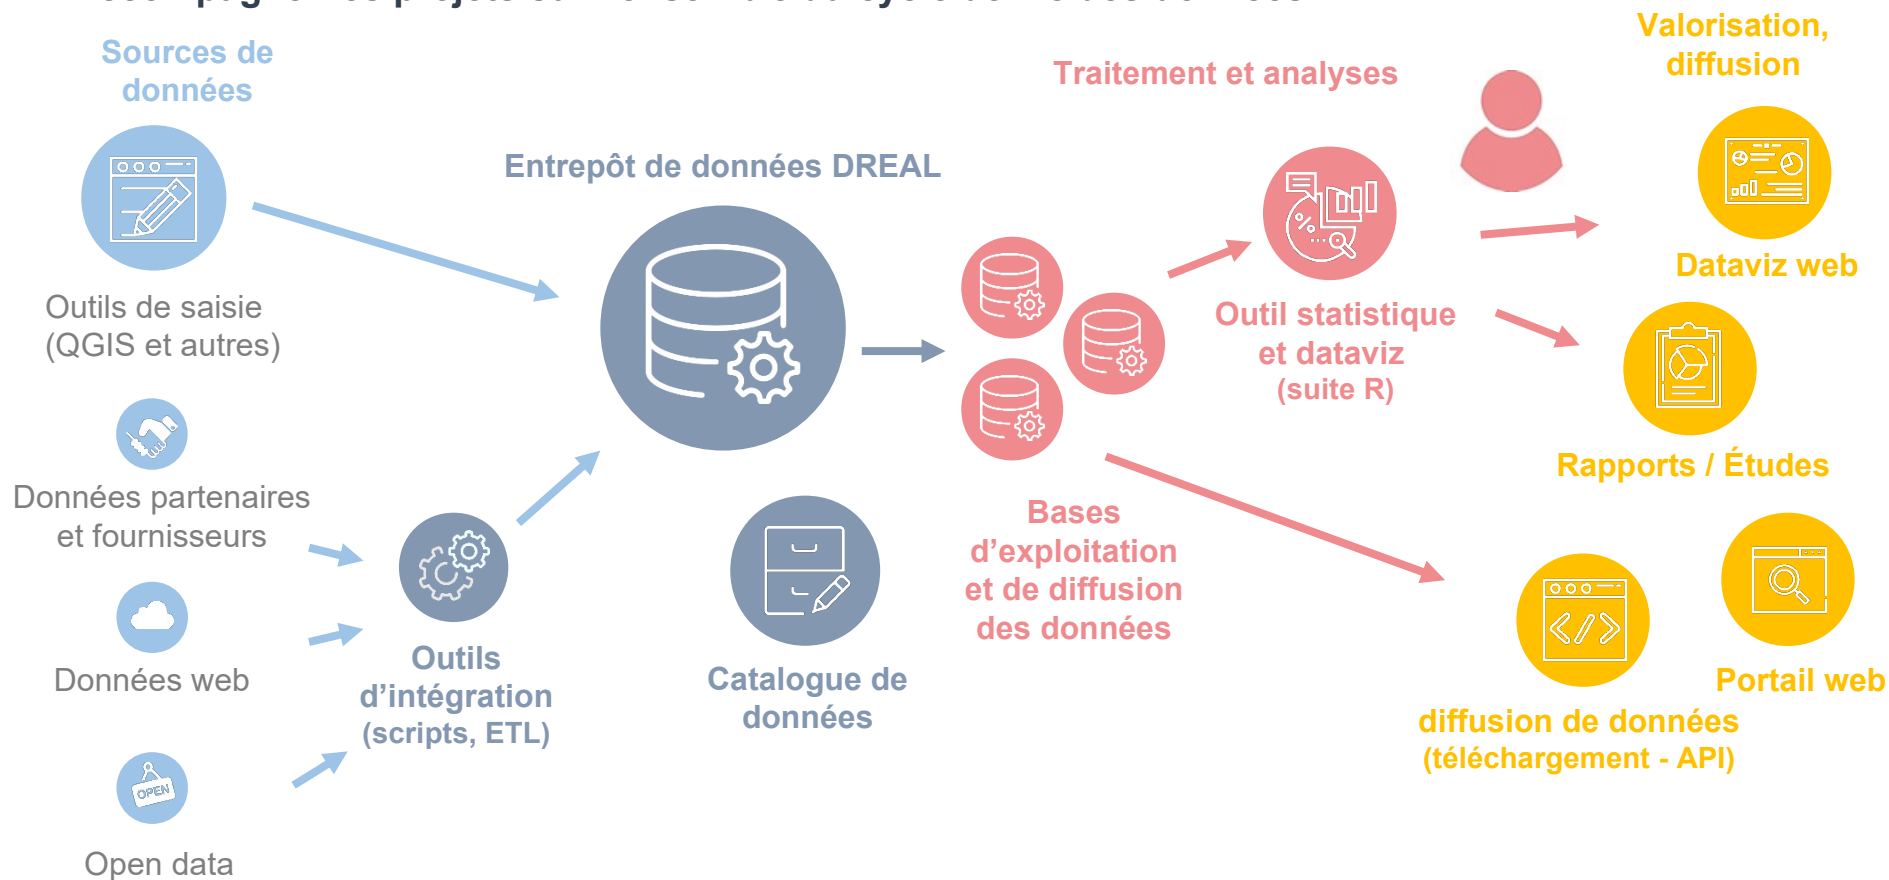 Sources de
données
Outils de saisie
(QGIS et autres)
Données partenaires
et fournisseurs
Données web
OPEN
Open data
Outils
d’intégration
(scripts, ETL)
Entrepôt de données DREAL
Catalogue de
données
Traitement et analyses
Bases
d’exploitation
et de diffusion
des données
%
Outil statistique
et dataviz
(suite R)
Valorisation,
diffusion
Dataviz web
Rapports / Études
Portail web
</>
diffusion de données
(téléchargement - API)